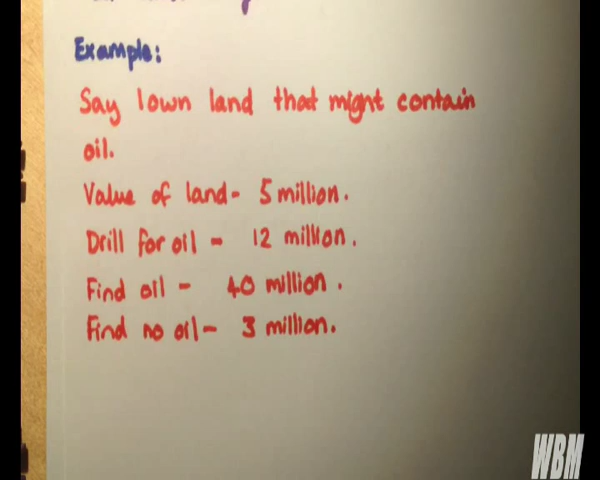 Example:
Say I own land that might contain
oil.
Value of land - 5 million.
Drill for oil - 12 million.
Find oil - 40 million.
Find no oil - 3 million.
WBM